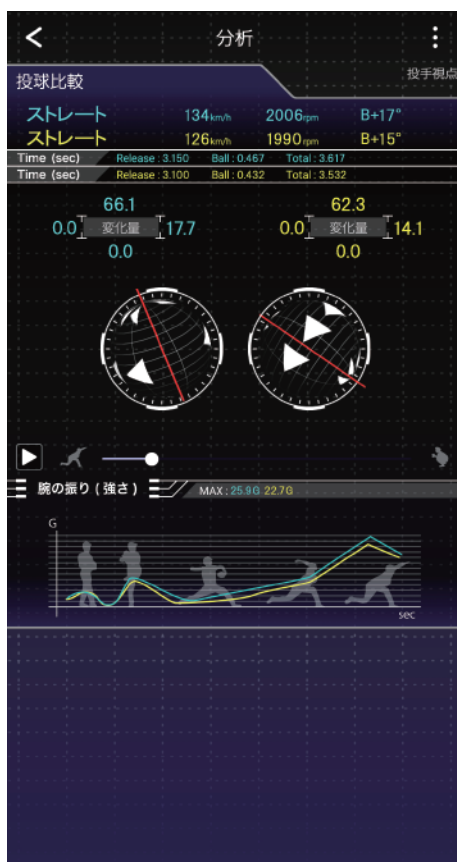 分析
投球比較
投手視点
ストレート 134km/h 2006rpm B+17°
ストレート 126km/h 1990rpm B+15°
Time (sec) Release : 3.150 Ball : 0.467 Total : 3.617
Time (sec) Release : 3.100 Ball : 0.432 Total : 3.532
66.1 62.3
0.0 変化量 17.7 0.0 変化量 14.1
0.0 0.0
腕の振り ( 強さ ) MAX : 25.9G 22.7G
G
sec